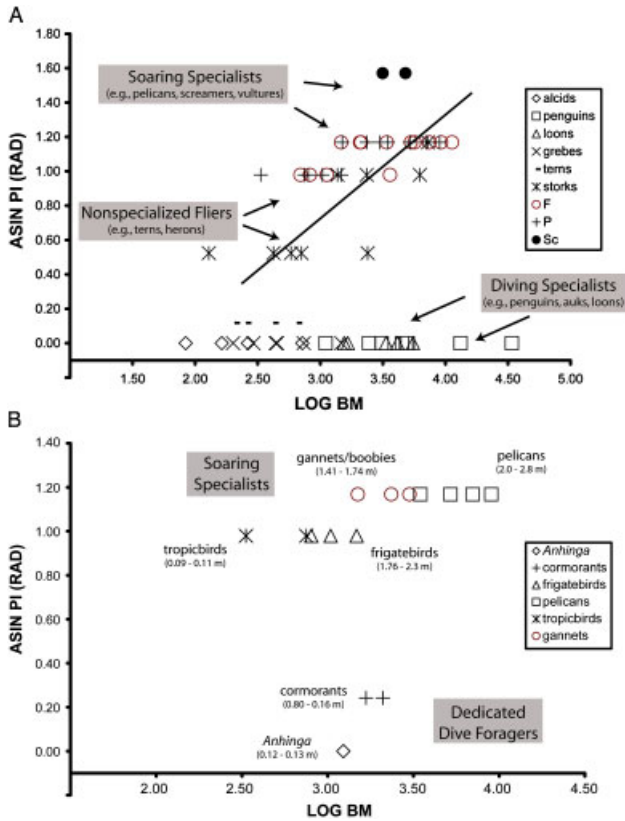 A
1.80
1.60
1.40
1.20
1.00
0.80
0.60
0.40
0.20
0.00
ASIN PI (RAD)
Soaring Specialists
(e.g., pelicans, screamers, vultures)
Nonspecialized Fliers
(e.g., terns, herons)
Diving Specialists
(e.g., penguins, auks, loons)
alcids
penguins
loons
grebes
terns
storks
F
P
Sc
1.50 2.00 2.50 3.00 3.50 4.00 4.50 5.00
LOG BM
B
1.40
1.20
1.00
0.80
0.60
0.40
0.20
0.00
ASIN PI (RAD)
Soaring
Specialists
gannets/boobies
(1.41 - 1.74 m)
pelicans
(2.0 - 2.8 m)
tropicbirds
(0.09 - 0.11 m)
frigatebirds
(1.76 - 2.3 m)
cormorants
(0.80 - 0.16 m)
Anhinga
(0.12 - 0.13 m)
Dedicated
Dive Foragers
Anhinga
cormorants
frigatebirds
pelicans
tropicbirds
gannets
2.00 2.50 3.00 3.50 4.00 4.50
LOG BM